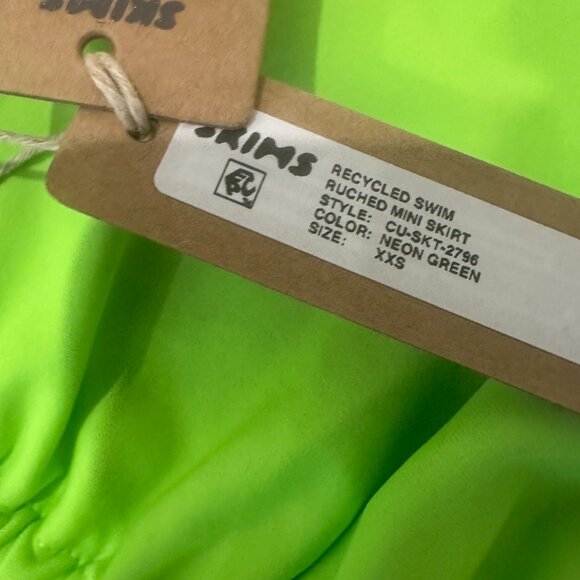 SKIMS
SKIMS
RECYCLED SWIM
RUCHED MINI SKIRT
STYLE: CU-SKT-2796
COLOR: NEON GREEN
SIZE: XXS